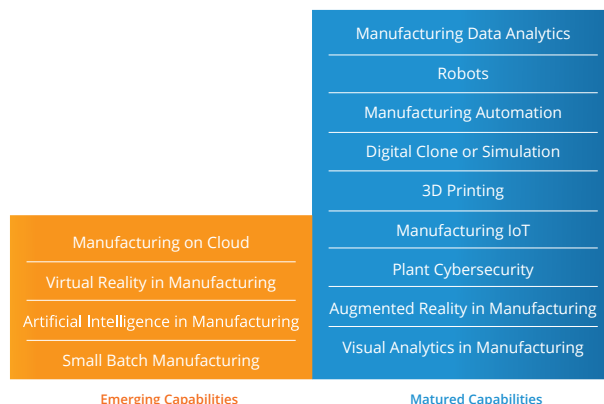 Manufacturing Data Analytics
Robots
Manufacturing Automation
Digital Clone or Simulation
3D Printing
Manufacturing IoT
Plant Cybersecurity
Augmented Reality in Manufacturing
Visual Analytics in Manufacturing
Manufacturing on Cloud
Virtual Reality in Manufacturing
Artificial Intelligence in Manufacturing
Small Batch Manufacturing
Emerging Capabilities
Matured Capabilities